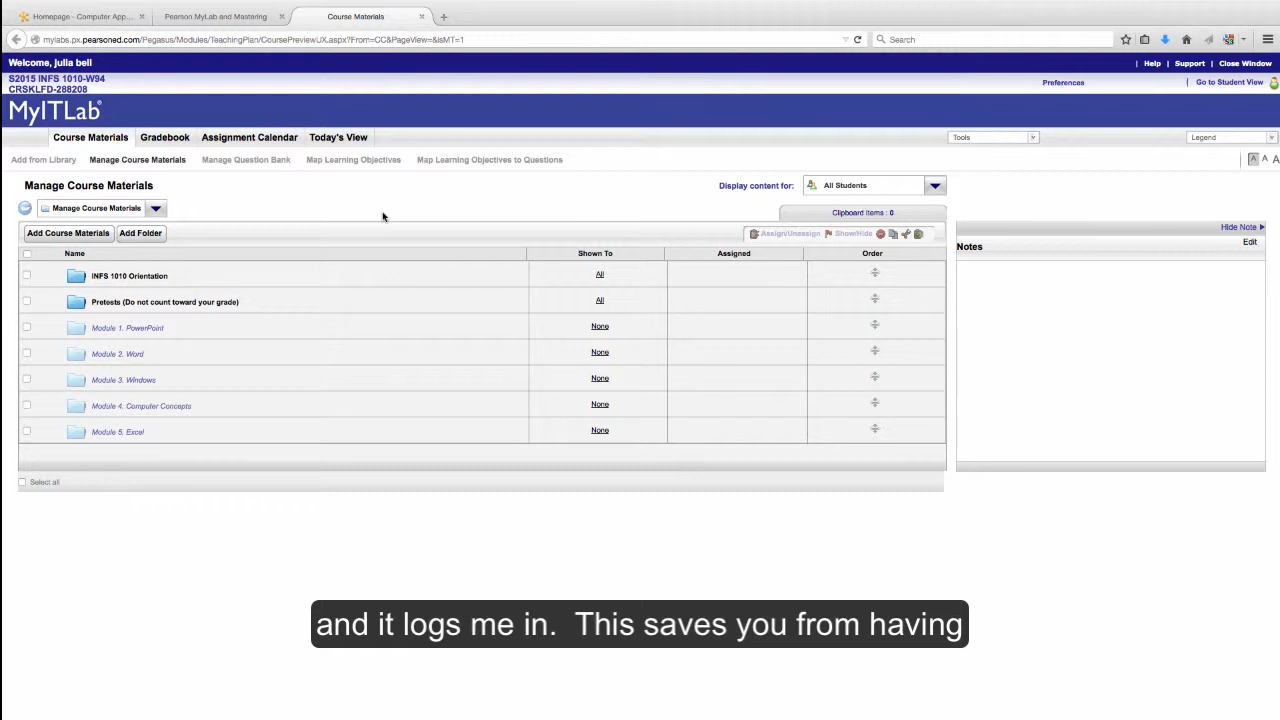 Homepage - Computer App...
Pearson MyLab and Mastering
Course Materials
mylabs.px.pearsoned.com/Pegasus/Modules/TeachingPlan/CoursePreviewUX.aspx?From=CC&PageView=&isMT=1
Search
Welcome, julia bell
Help | Support | Close Window
S2015 INFS 1010-W94
Preferences | Go to Student View
CRSKLFD-288208
MyITLab®
Course Materials Gradebook Assignment Calendar Today's View Tools Legend
Add from Library Manage Course Materials Manage Question Bank Map Learning Objectives Map Learning Objectives to Questions A A A
Manage Course Materials
Display content for: All Students
Manage Course Materials
Clipboard Items : 0
Hide Note
Add Course Materials Add Folder Assign/Unassign Show/Hide
Notes Edit
Name Shown To Assigned Order
INFS 1010 Orientation All
Pretests (Do not count toward your grade) All
Module 1. PowerPoint None
Module 2. Word None
Module 3. Windows None
Module 4. Computer Concepts None
Module 5. Excel None
Select all
and it logs me in. This saves you from having